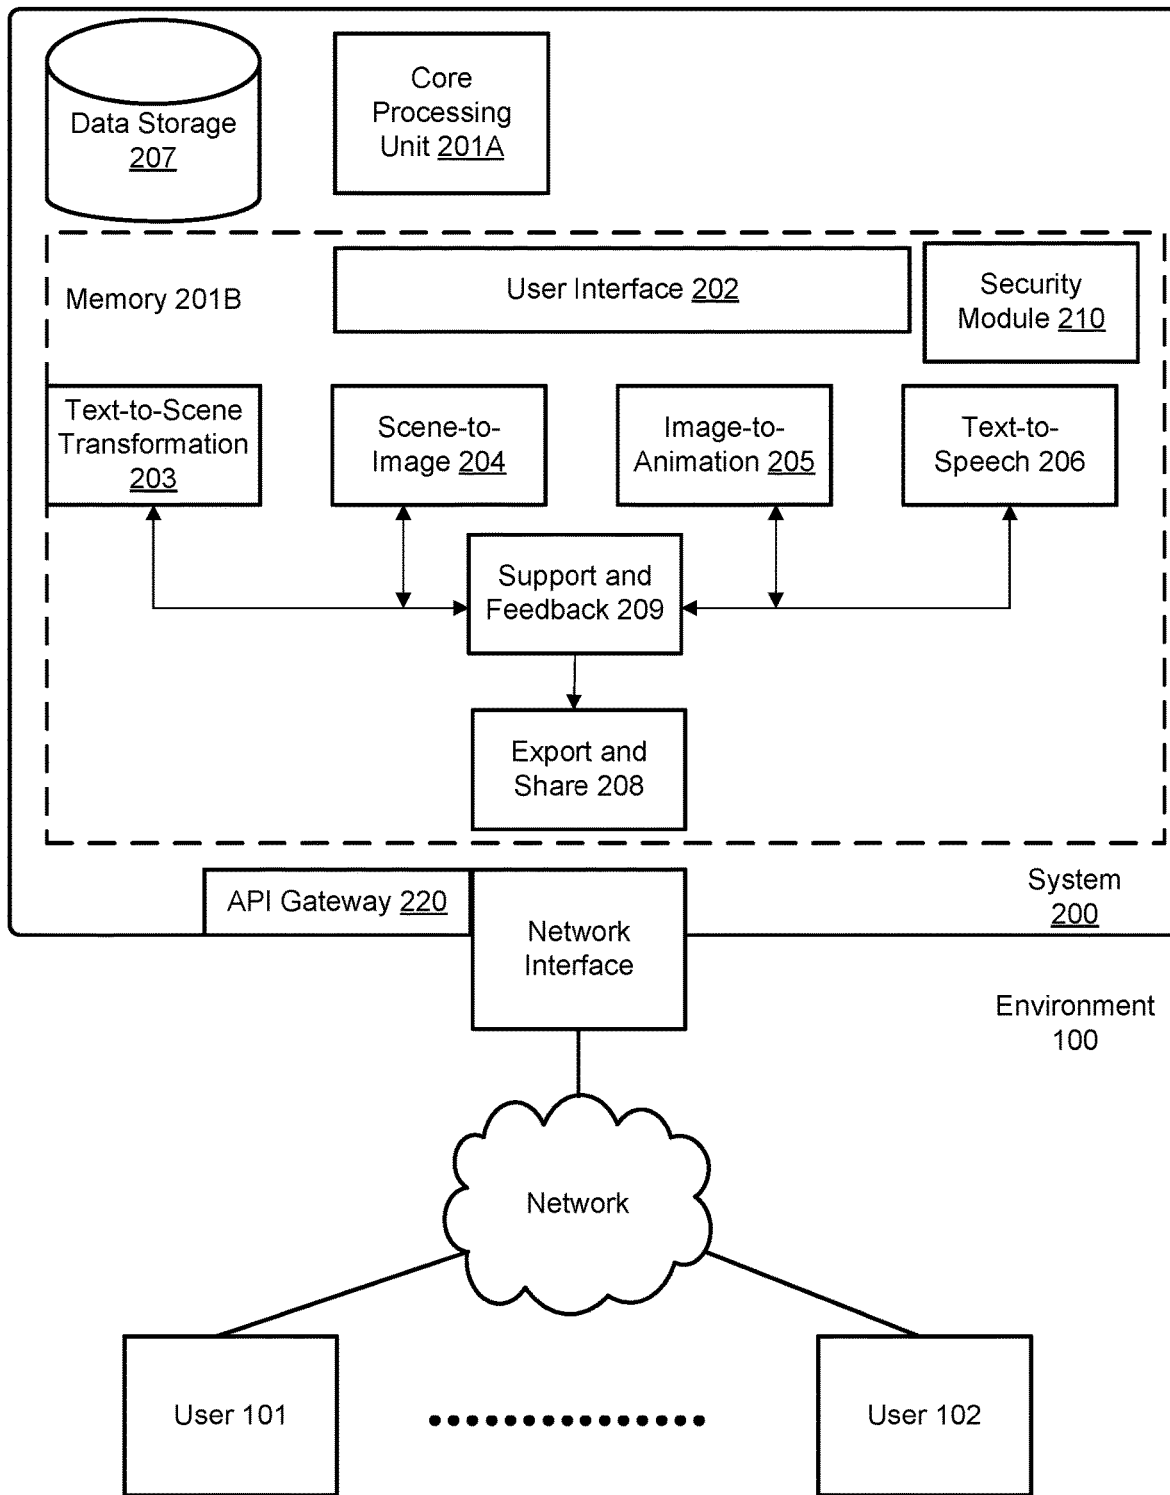 Data Storage
207
Core
Processing
Unit 201A
Memory 201B
User Interface 202
Security
Module 210
Text-to-Scene
Transformation
203
Scene-to-
Image 204
Image-to-
Animation 205
Text-to-
Speech 206
Support and
Feedback 209
Export and
Share 208
API Gateway 220
Network
Interface
System
200
Environment
100
Network
User 101
User 102